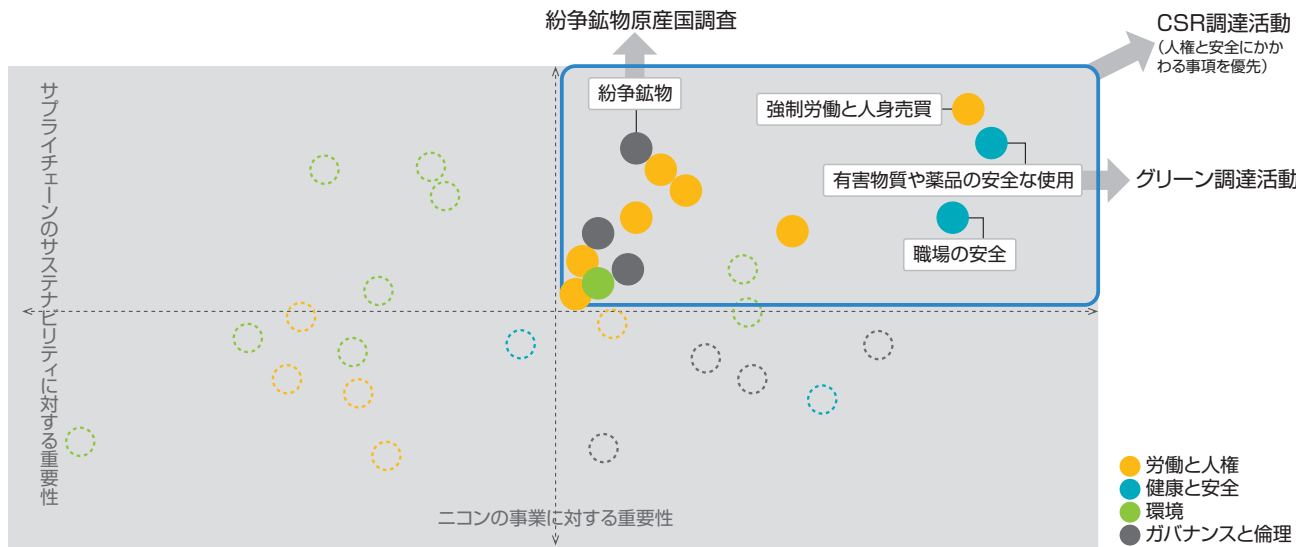 紛争鉱物原産国調査
CSR調達活動
（人権と安全にかか
わる事項を優先）
サプライチェーンのサステナビリティに対する重要性
紛争鉱物
強制労働と人身売買
有害物質や薬品の安全な使用
グリーン調達活動
職場の安全
ニコンの事業に対する重要性
労働と人権
健康と安全
環境
ガバナンスと倫理